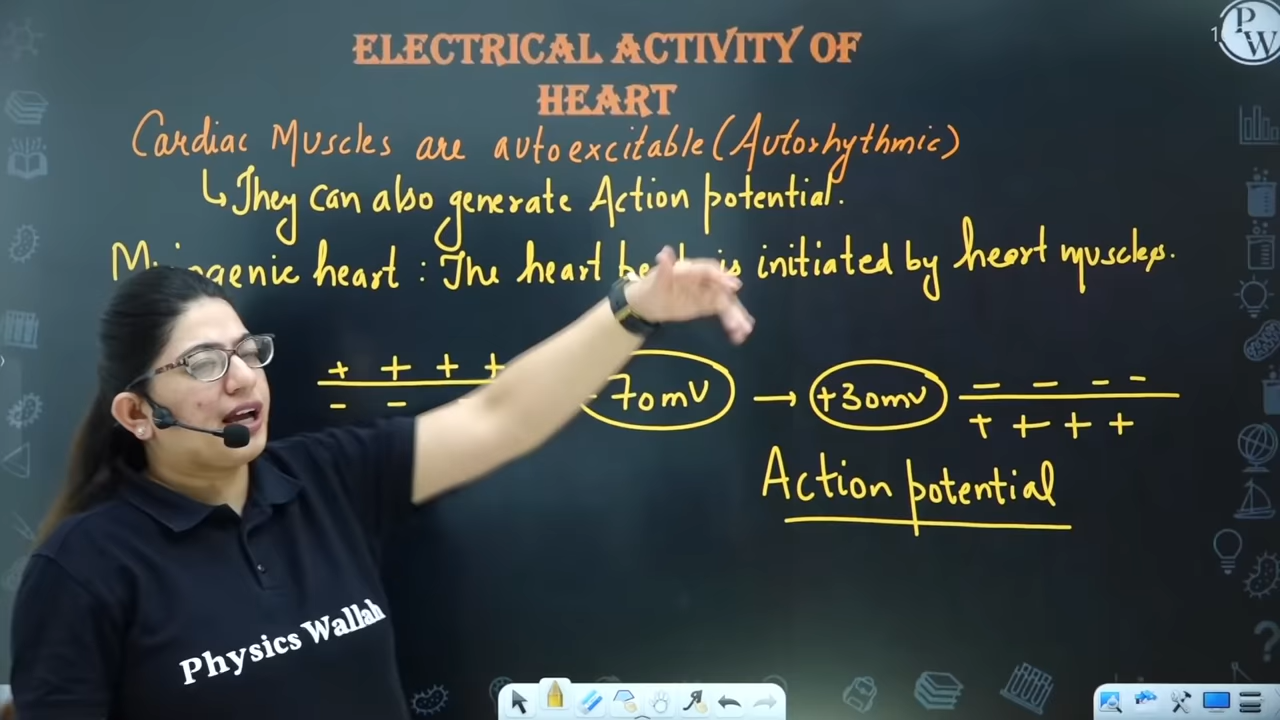 ELECTRICAL ACTIVITY OF
HEART
PW
Cardiac Muscles are autoexcitable (Autorhythmic)
↳ They can also generate Action potential.
heart : The heart is initiated by heart muscles.
+ + + +
- -
70mV → +30mV
- - - -
+ + + +
Action potential
Physics Wallah